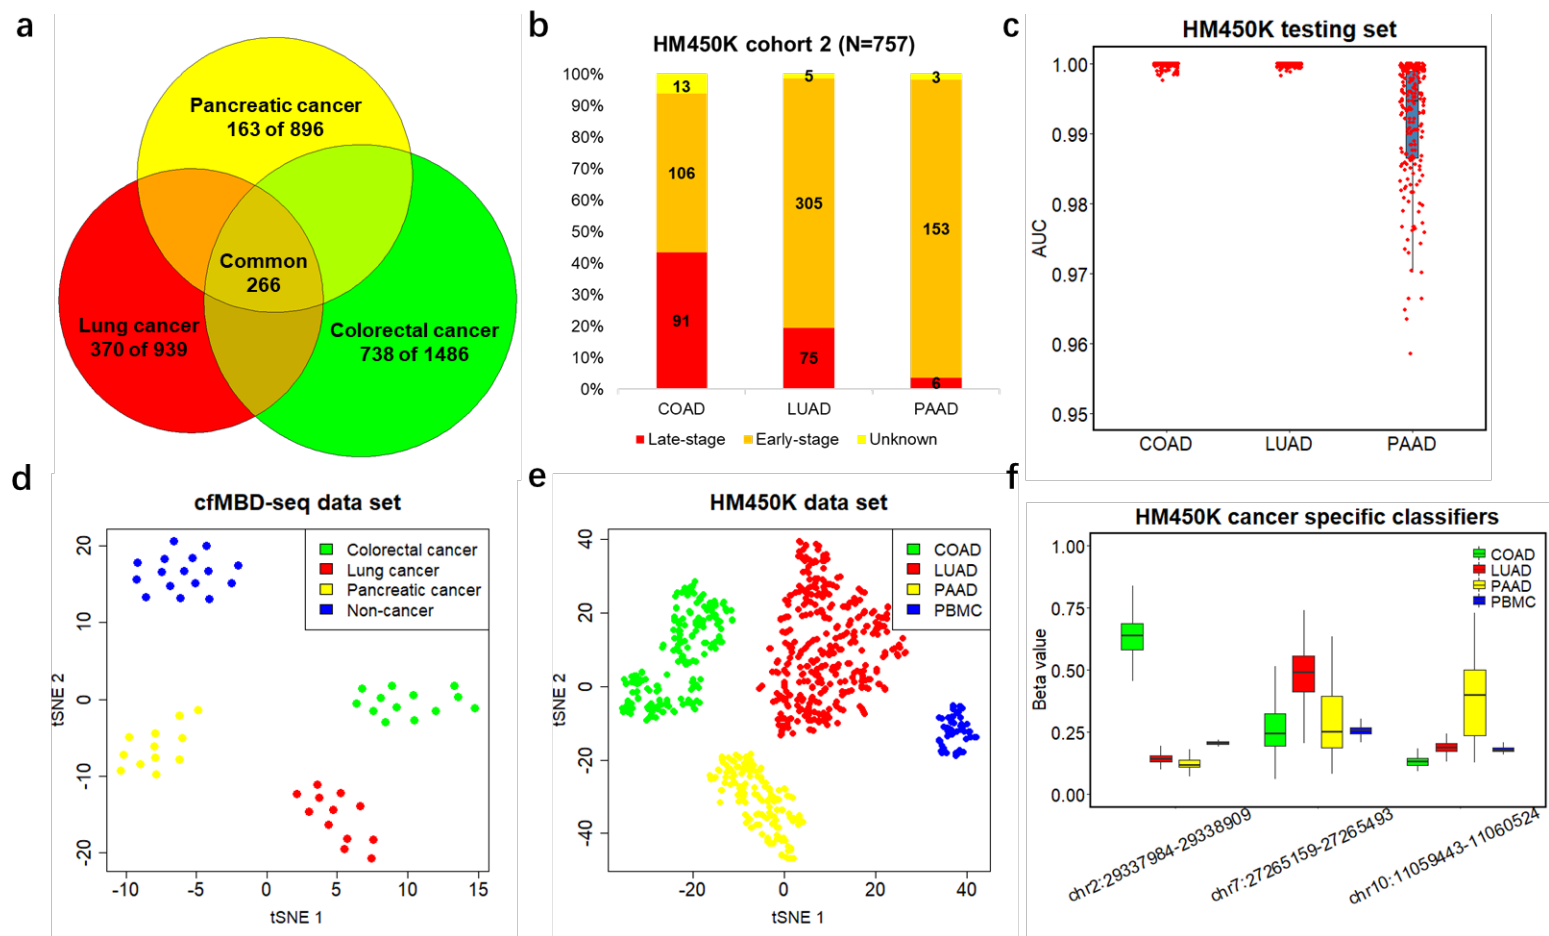 a
Pancreatic cancer
163 of 896
Common
266
Lung cancer
370 of 939
Colorectal cancer
738 of 1486
b
HM450K cohort 2 (N=757)
100%
90%
80%
70%
60%
50%
40%
30%
20%
10%
0%
13
106
91
5
305
75
3
153
6
COAD
LUAD
PAAD
Late-stage
Early-stage
Unknown
c
HM450K testing set
AUC
1.00
0.99
0.98
0.97
0.96
0.95
COAD
LUAD
PAAD
d
cfMBD-seq data set
Colorectal cancer
Lung cancer
Pancreatic cancer
Non-cancer
tSNE 2
20
10
0
-10
-20
-10
-5
0
5
10
15
tSNE 1
e
HM450K data set
COAD
LUAD
PAAD
PBMC
tSNE 2
40
20
0
-20
-40
-20
0
20
40
tSNE 1
f
HM450K cancer specific classifiers
COAD
LUAD
PAAD
PBMC
Beta value
1.00
0.75
0.50
0.25
0.00
chr2:29337984-29338909
chr7:27265159-27265493
chr10:11059443-11060524